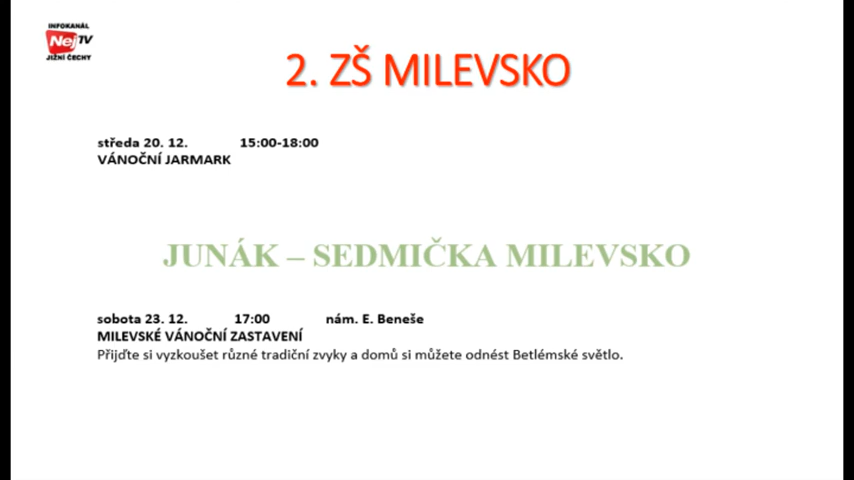 INFOKANÁL
Nej TV
JIŽNÍ ČECHY
2. ZŠ MILEVSKO
středa 20. 12. 15:00-18:00
VÁNOČNÍ JARMARK
JUNÁK – SEDMIČKA MILEVSKO
sobota 23. 12. 17:00 nám. E. Beneše
MILEVSKÉ VÁNOČNÍ ZASTAVENÍ
Přijďte si vyzkoušet různé tradiční zvyky a domů si můžete odnést Betlémské světlo.